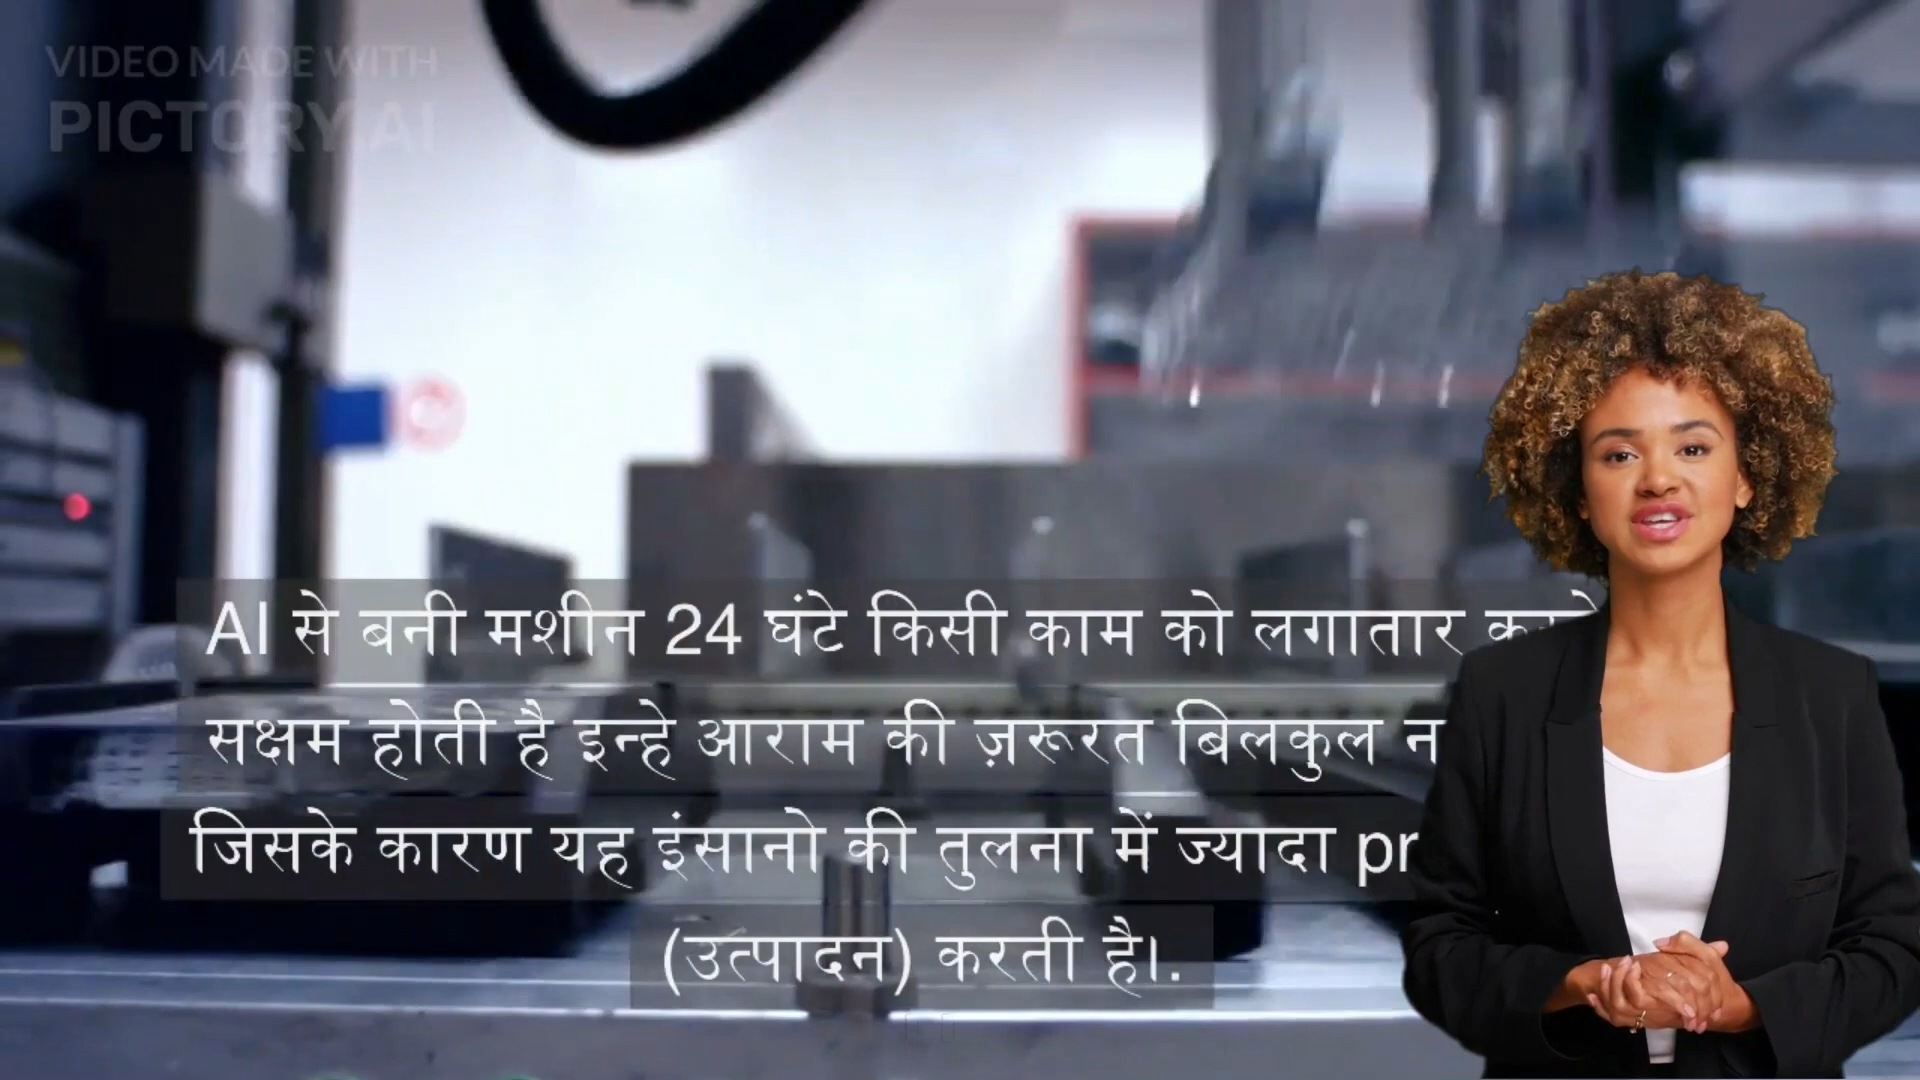 VIDEO MADE WITH
PICTORY.AI
AI से बनी मशीन 24 घंटे किसी काम को लगातार
सक्षम होती है इन्हे आराम की ज़रूरत बिलकुल
जिसके कारण यह इंसानो की तुलना में ज्यादा
(उत्पादन) करती है।.